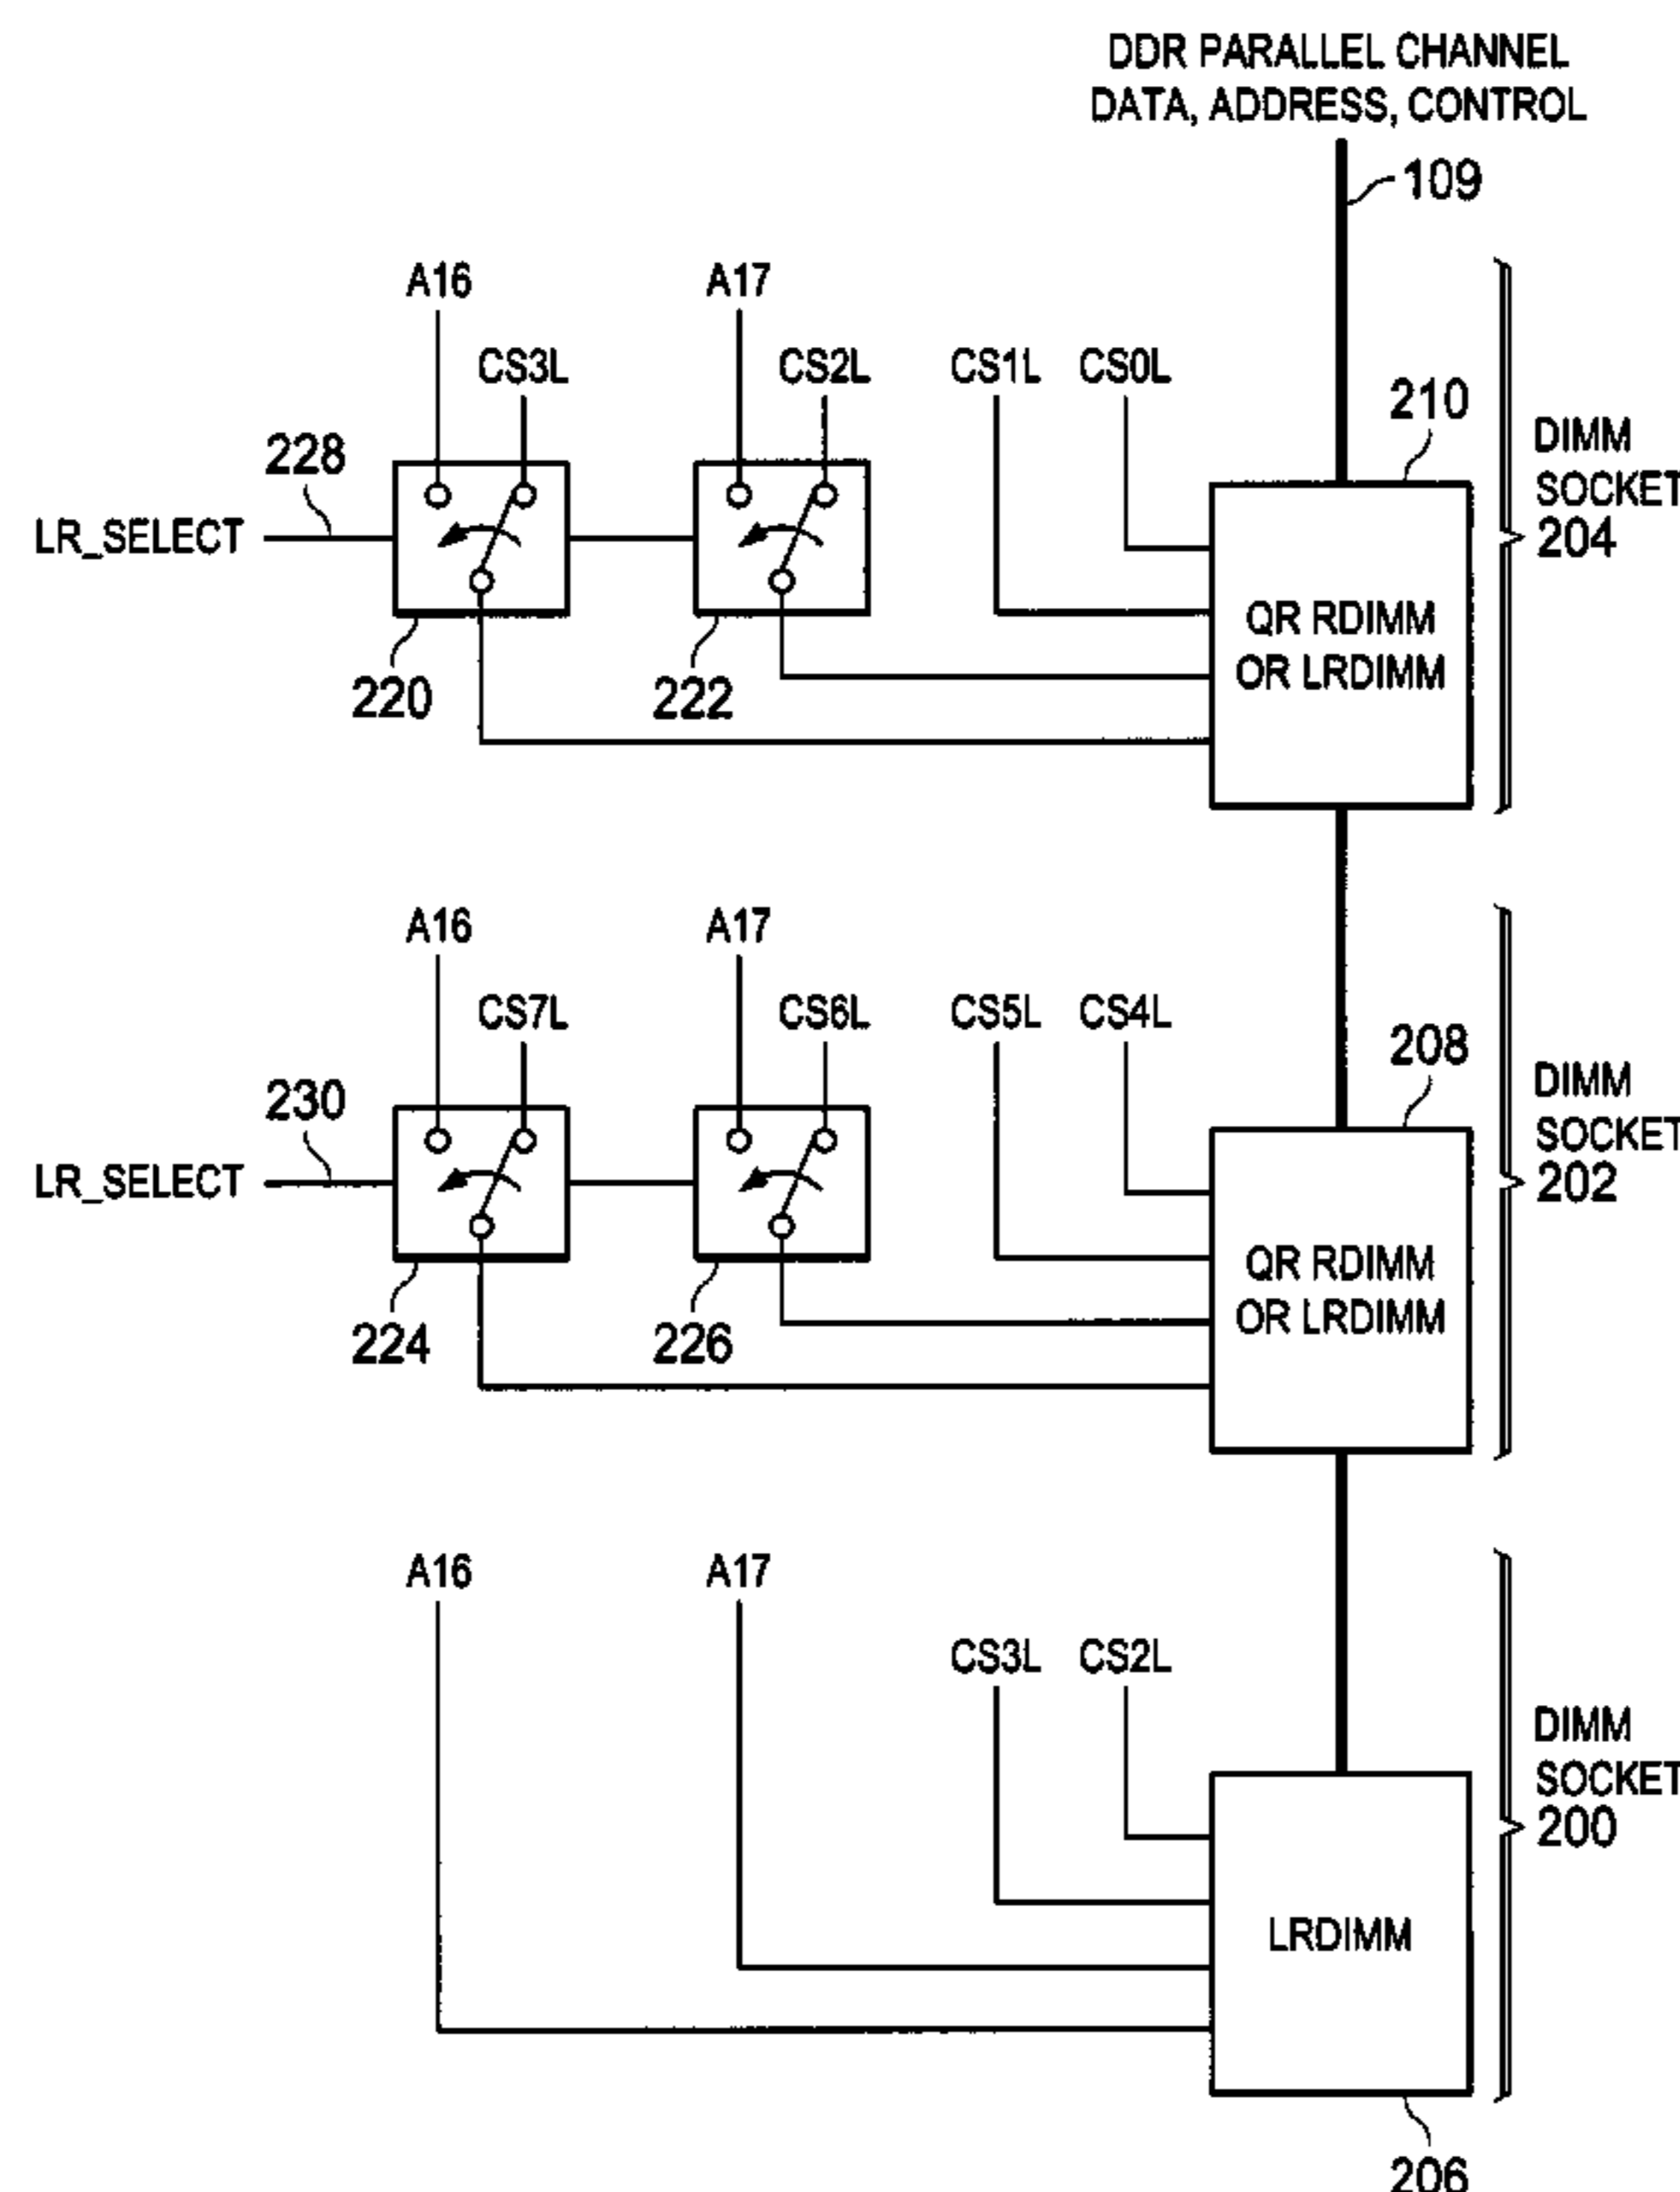 DDR PARALLEL CHANNEL
DATA, ADDRESS, CONTROL
109
A16
A17
CS3L
CS2L
CS1L
CS0L
210
228
LR_SELECT
DIMM
SOCKET
204
QR RDIMM
OR LRDIMM
220
222
A16
A17
CS7L
CS6L
CS5L
CS4L
208
230
LR_SELECT
DIMM
SOCKET
202
QR RDIMM
OR LRDIMM
224
226
A16
A17
CS3L
CS2L
DIMM
SOCKET
200
LRDIMM
206